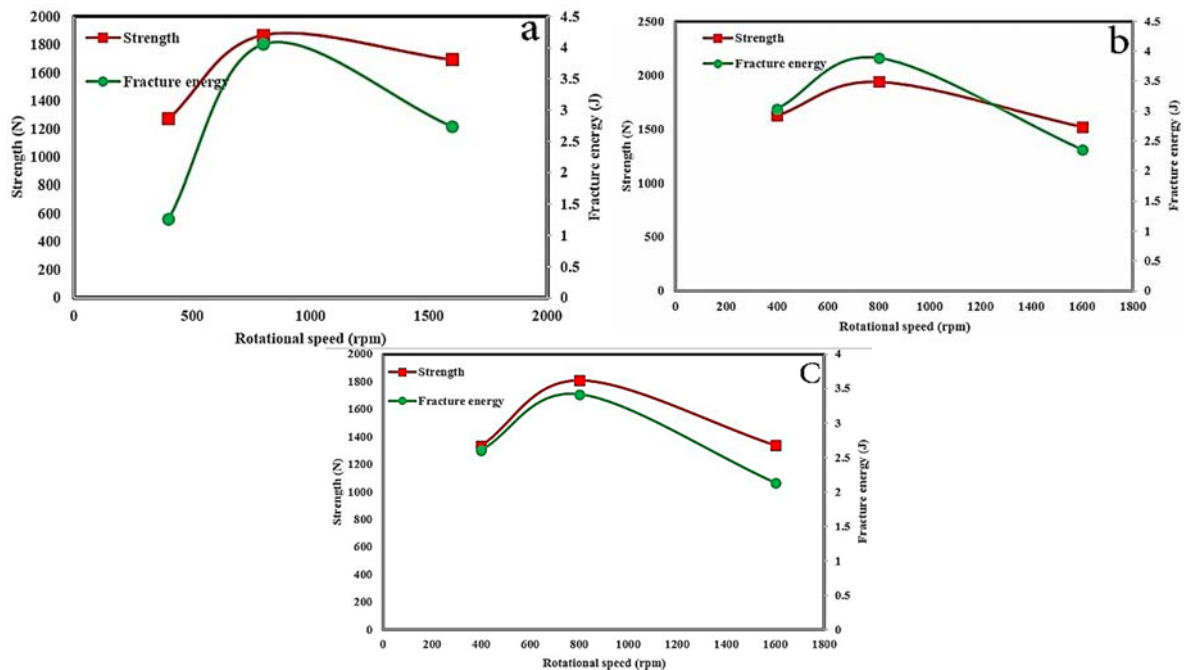 a
Strength
Fracture energy
Strength (N)
2000
1800
1600
1400
1200
1000
800
600
400
200
0
4.5
4
3.5
3
2.5
2
1.5
1
0.5
0
Fracture energy (J)
0 500 1000 1500 2000
Rotational speed (rpm)
b
Strength
Fracture energy
Strength (N)
2500
2000
1500
1000
500
0
4.5
4
3.5
3
2.5
2
1.5
1
0.5
0
Fracture energy (J)
0 200 400 600 800 1000 1200 1400 1600 1800
Rotational speed (rpm)
C
Strength
Fracture energy
Strength (N)
2000
1800
1600
1400
1200
1000
800
600
400
200
0
4
3.5
3
2.5
2
1.5
1
0.5
0
Fracture energy (J)
0 200 400 600 800 1000 1200 1400 1600 1800
Rotational speed (rpm)